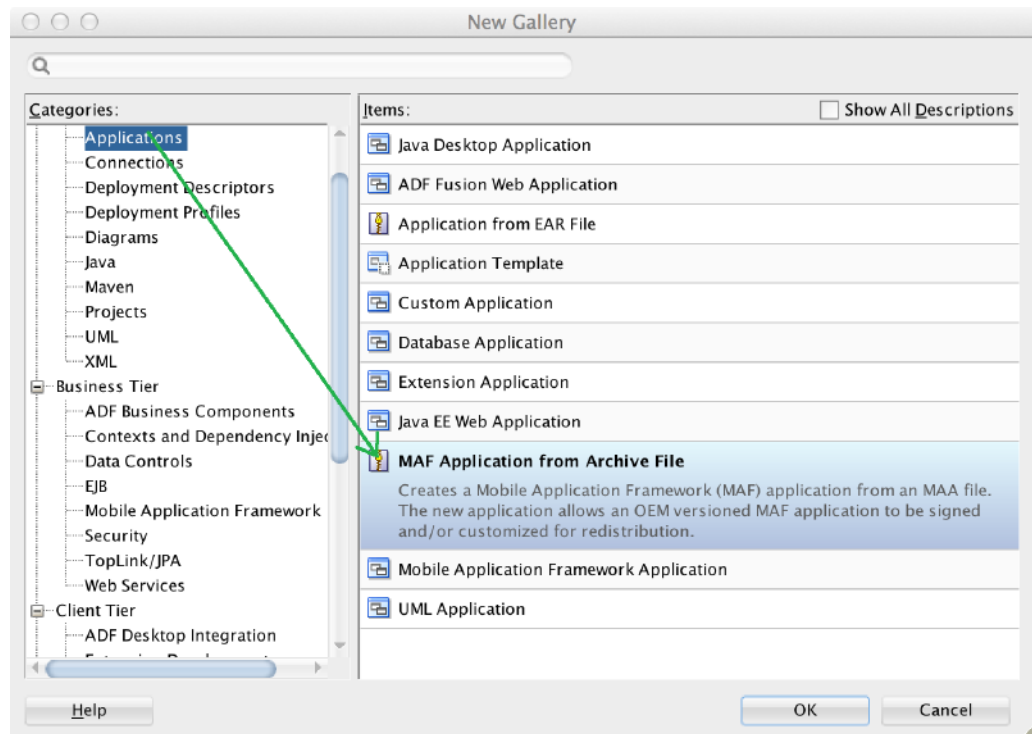 New Gallery
Categories:
Applications
Connections
Deployment Descriptors
Deployment Profiles
Diagrams
Java
Maven
Projects
UML
XML
Business Tier
ADF Business Components
Contexts and Dependency Injec
Data Controls
EJB
Mobile Application Framework
Security
TopLink/JPA
Web Services
Client Tier
ADF Desktop Integration
Items:
Show All Descriptions
Java Desktop Application
ADF Fusion Web Application
Application from EAR File
Application Template
Custom Application
Database Application
Extension Application
Java EE Web Application
MAF Application from Archive File
Creates a Mobile Application Framework (MAF) application from an MAA file.
The new application allows an OEM versioned MAF application to be signed
and/or customized for redistribution.
Mobile Application Framework Application
UML Application
Help
OK
Cancel